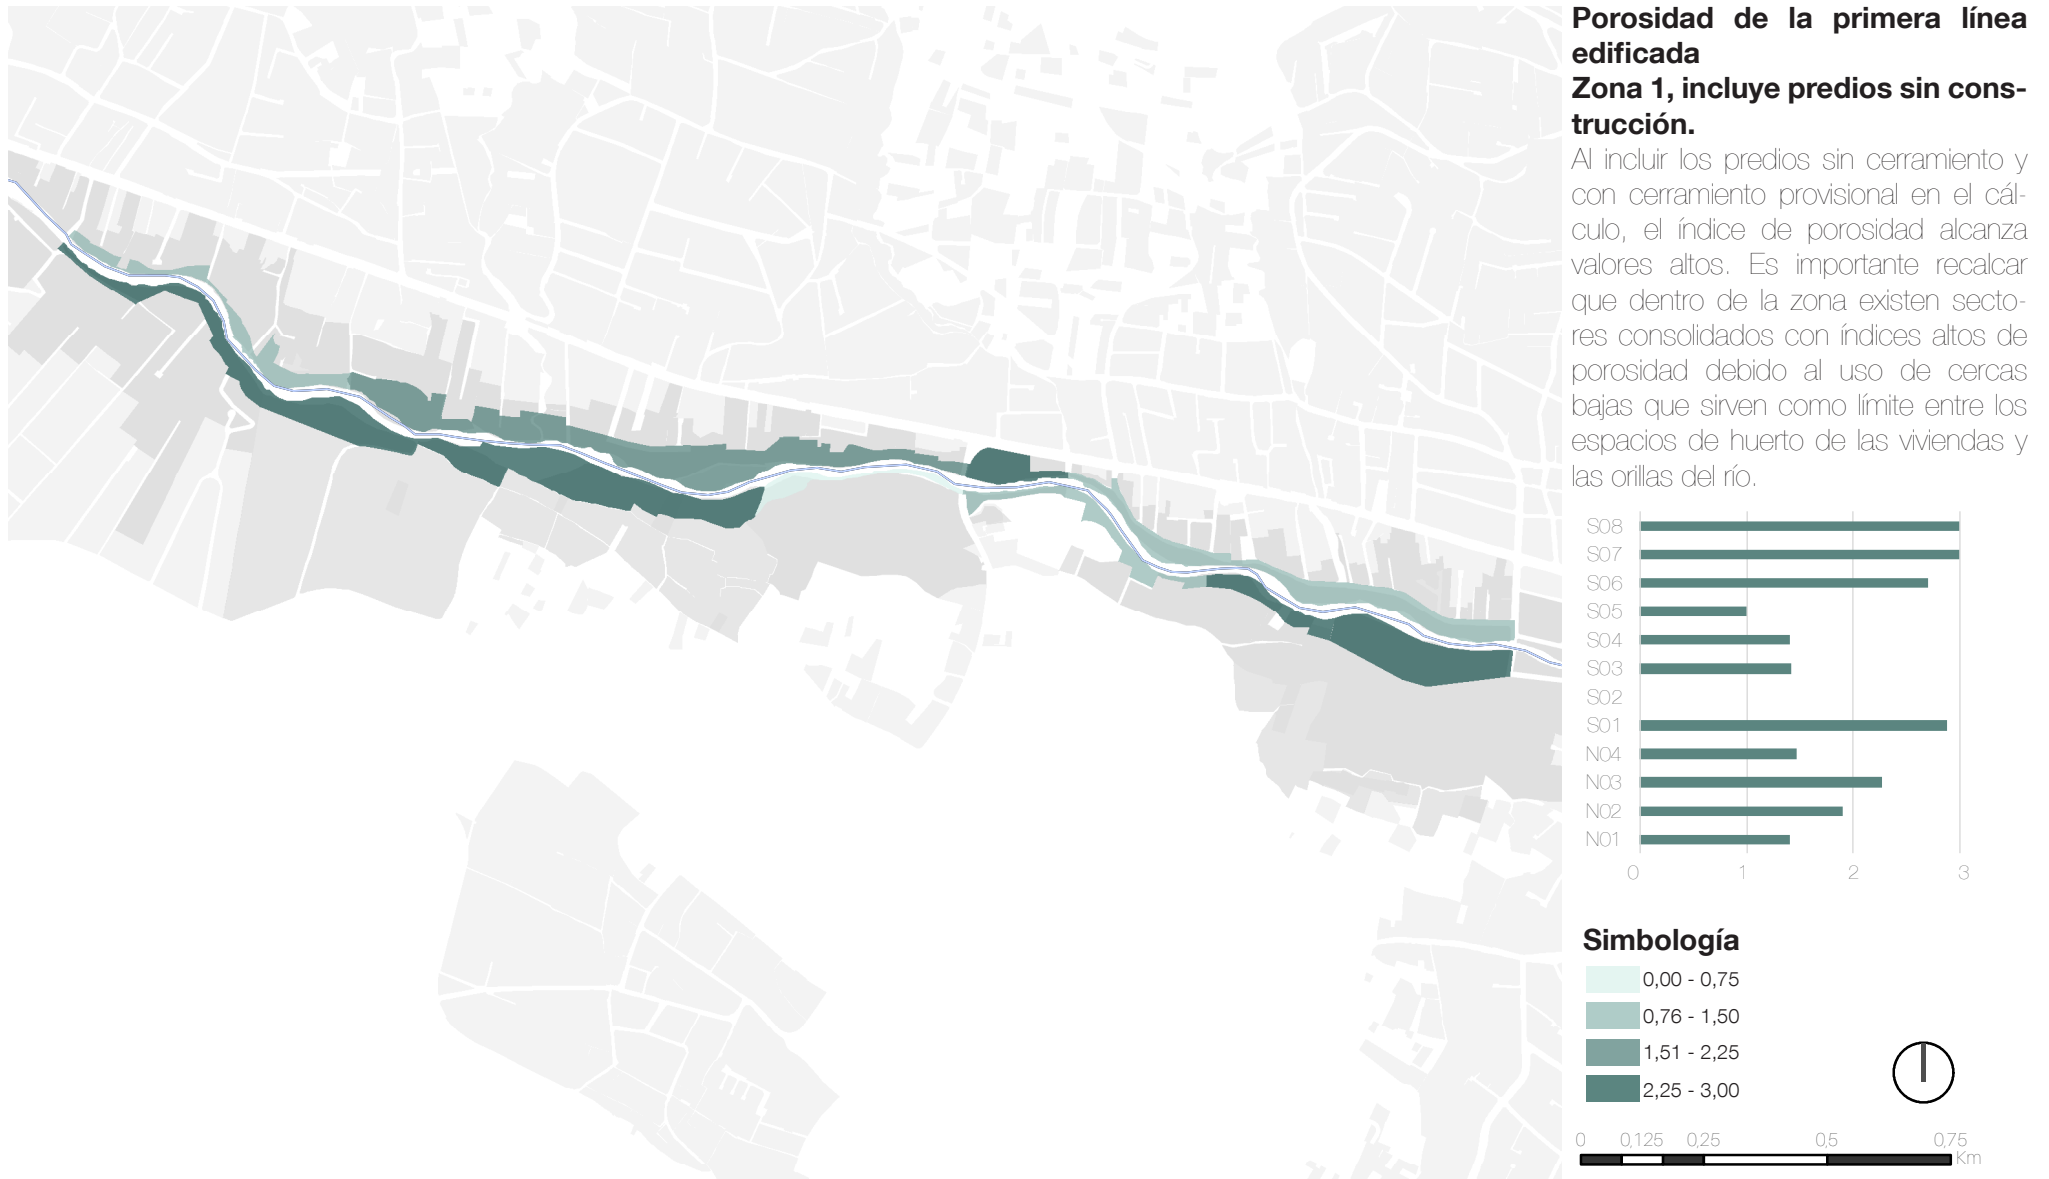 Porosidad de la primera línea
edificada
Zona 1, incluye predios sin cons-
trucción.
Al incluir los predios sin cerramiento y
con cerramiento provisional en el cál-
culo, el índice de porosidad alcanza
valores altos. Es importante recalcar
que dentro de la zona existen secto-
res consolidados con índices altos de
porosidad debido al uso de cercas
bajas que sirven como límite entre los
espacios de huerto de las viviendas y
las orillas del río.
S08
S07
S06
S05
S04
S03
S02
S01
N04
N03
N02
N01
0 1 2 3
Simbología
0,00 - 0,75
0,76 - 1,50
1,51 - 2,25
2,25 - 3,00
0 0,125 0,25 0,5 0,75
Km